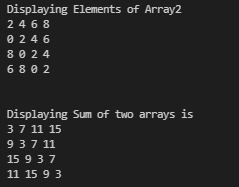 Displaying Elements of Array2
2 4 6 8
0 2 4 6
8 0 2 4
6 8 0 2
Displaying Sum of two arrays is
3 7 11 15
9 3 7 11
15 9 3 7
11 15 9 3